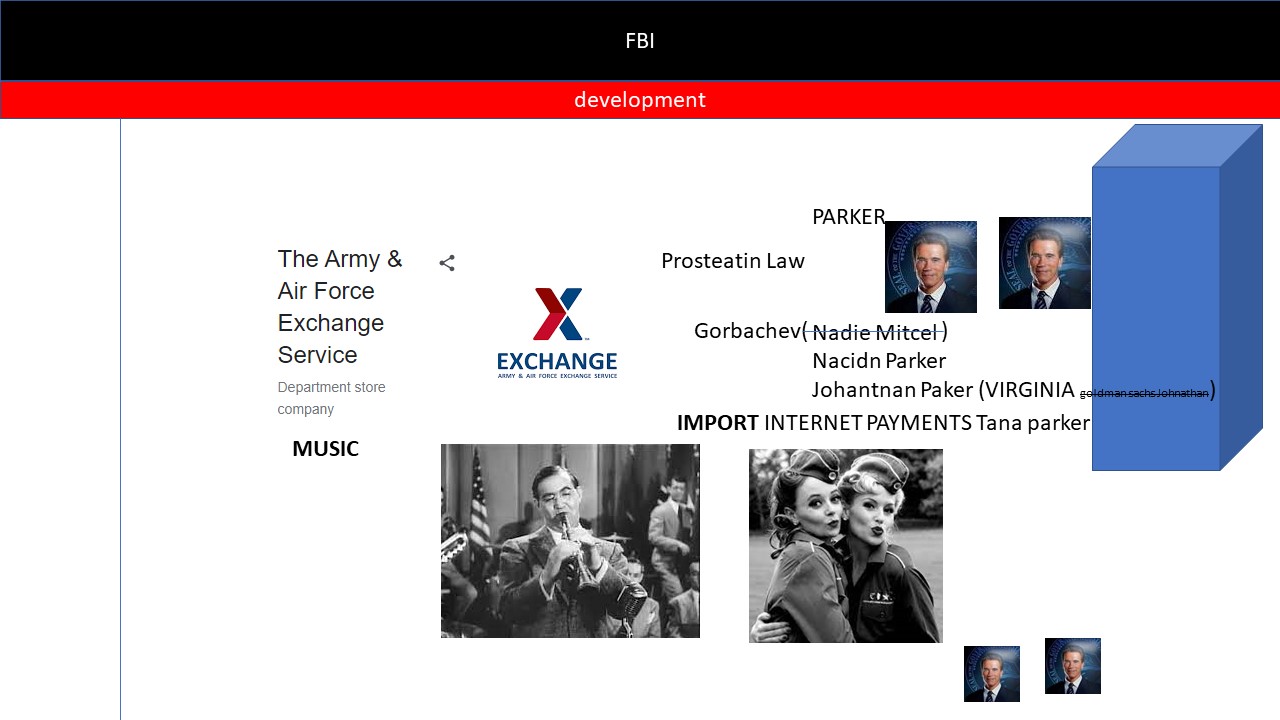 FBI
development
PARKER
The Army &
Air Force
Exchange
Service
Department store
company
EXCHANGE
ARMY & AIR FORCE EXCHANGE SERVICE
Prosteatin Law
Gorbachev( Nadie Mitcel )
Nacidn Parker
Johantnan Paker (VIRGINIA goldman sachs Johnathan)
IMPORT INTERNET PAYMENTS Tana parker
MUSIC